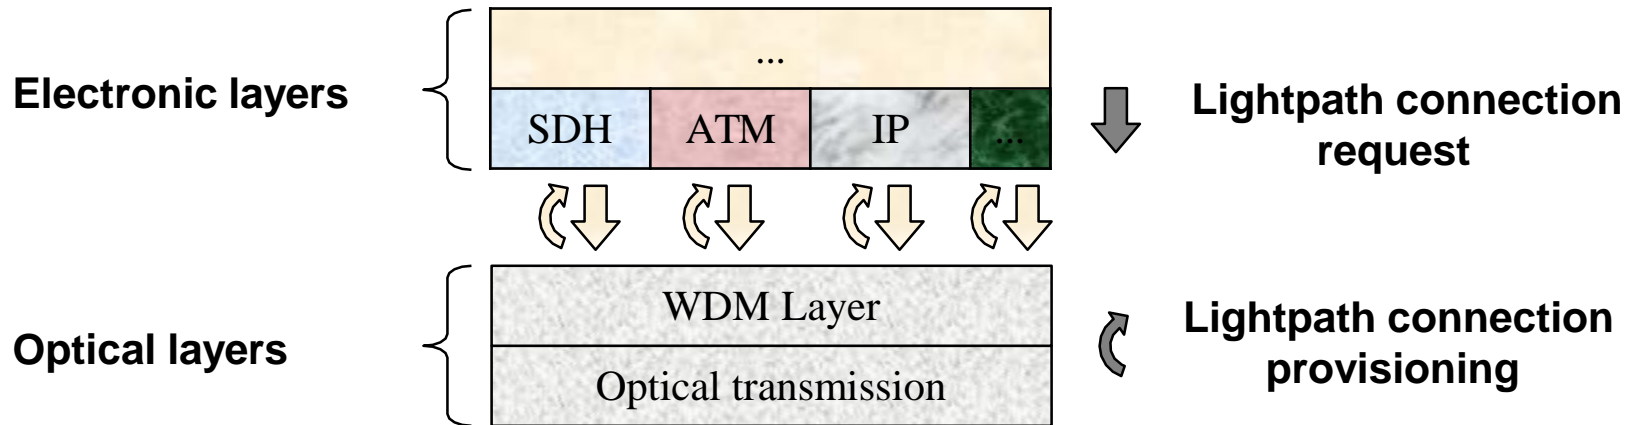 ...
Electronic layers
SDH ATM IP ...
Lightpath connection
request
WDM Layer
Optical layers
Optical transmission
Lightpath connection
provisioning